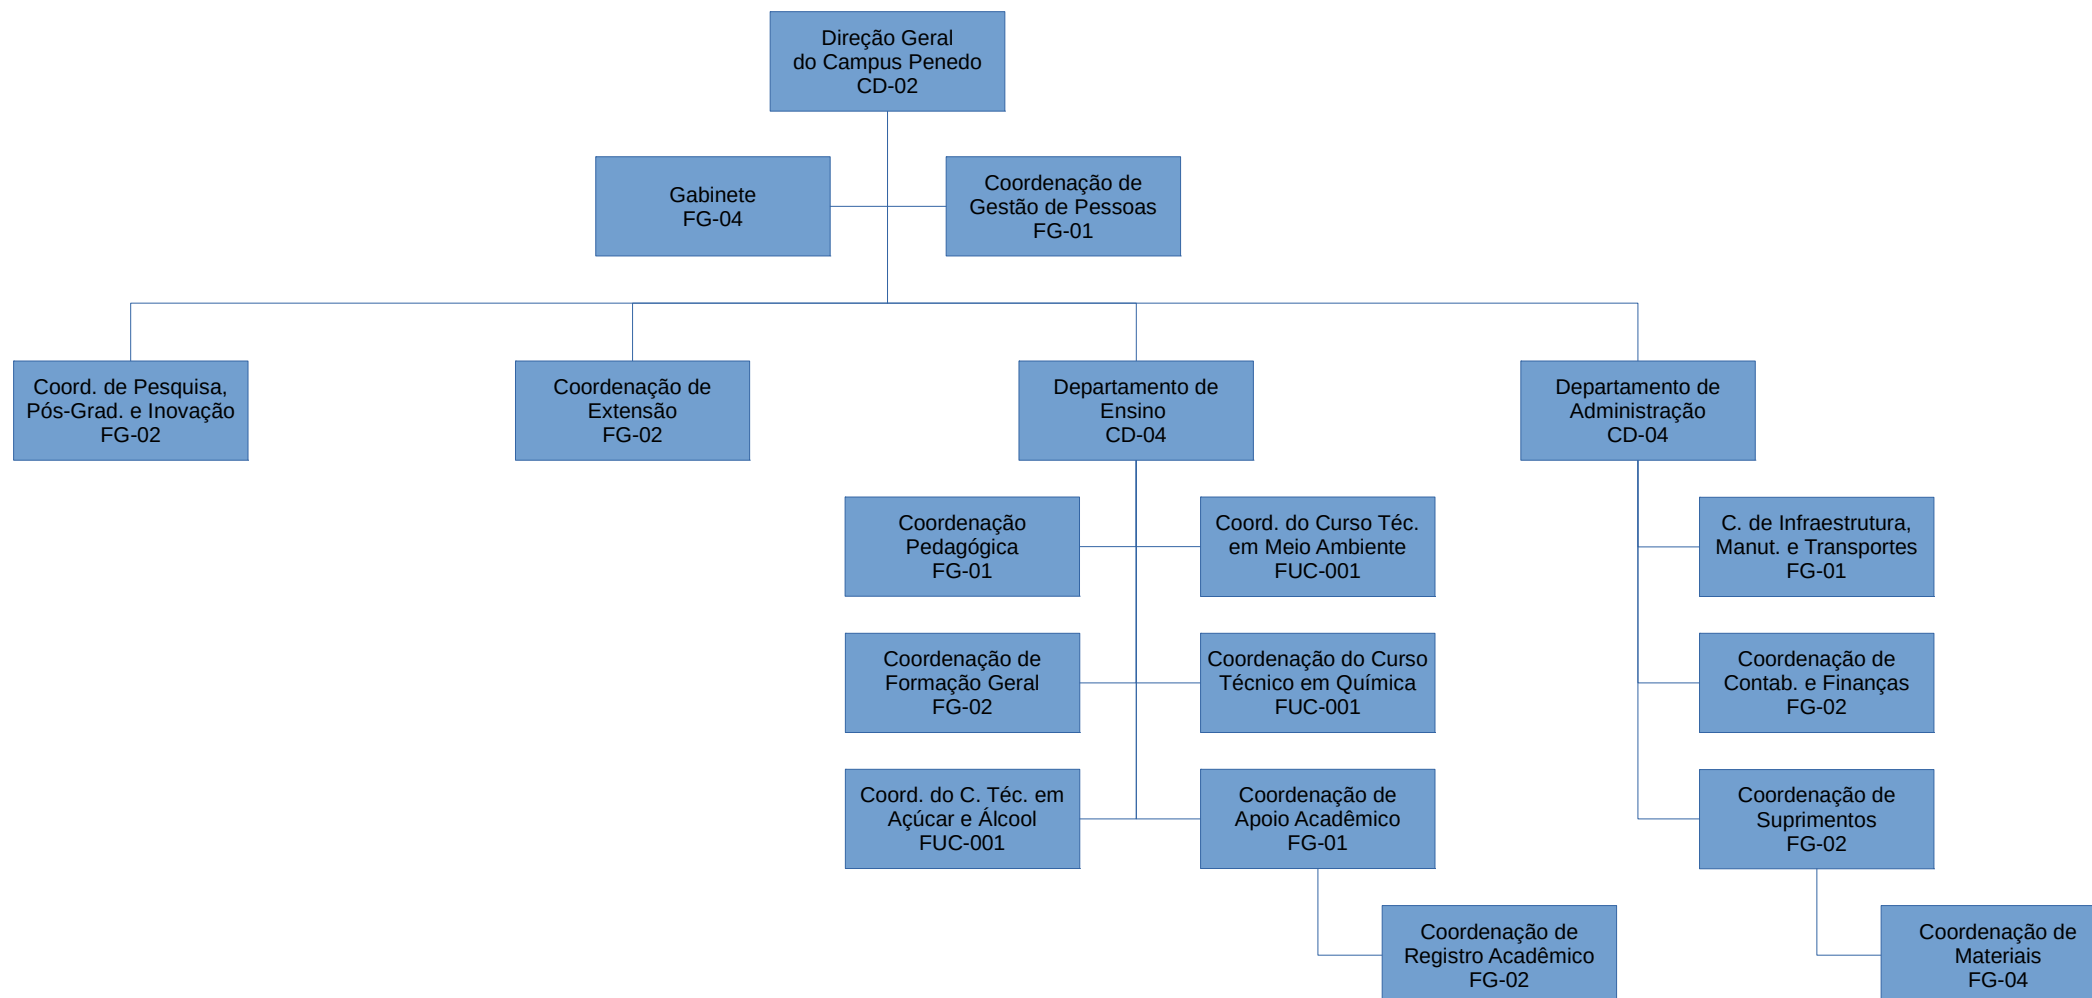 Direção Geral
do Campus Penedo
CD-02
Gabinete
FG-04
Coordenação de
Gestão de Pessoas
FG-01
Coord. de Pesquisa,
Pós-Grad. e Inovação
FG-02
Coordenação de
Extensão
FG-02
Departamento de
Ensino
CD-04
Departamento de
Administração
CD-04
Coordenação
Pedagógica
FG-01
Coord. do Curso Téc.
em Meio Ambiente
FUC-001
C. de Infraestrutura,
Manut. e Transportes
FG-01
Coordenação de
Formação Geral
FG-02
Coordenação do Curso
Técnico em Química
FUC-001
Coordenação de
Contab. e Finanças
FG-02
Coord. do C. Téc. em
Açúcar e Álcool
FUC-001
Coordenação de
Apoio Acadêmico
FG-01
Coordenação de
Suprimentos
FG-02
Coordenação de
Registro Acadêmico
FG-02
Coordenação de
Materiais
FG-04